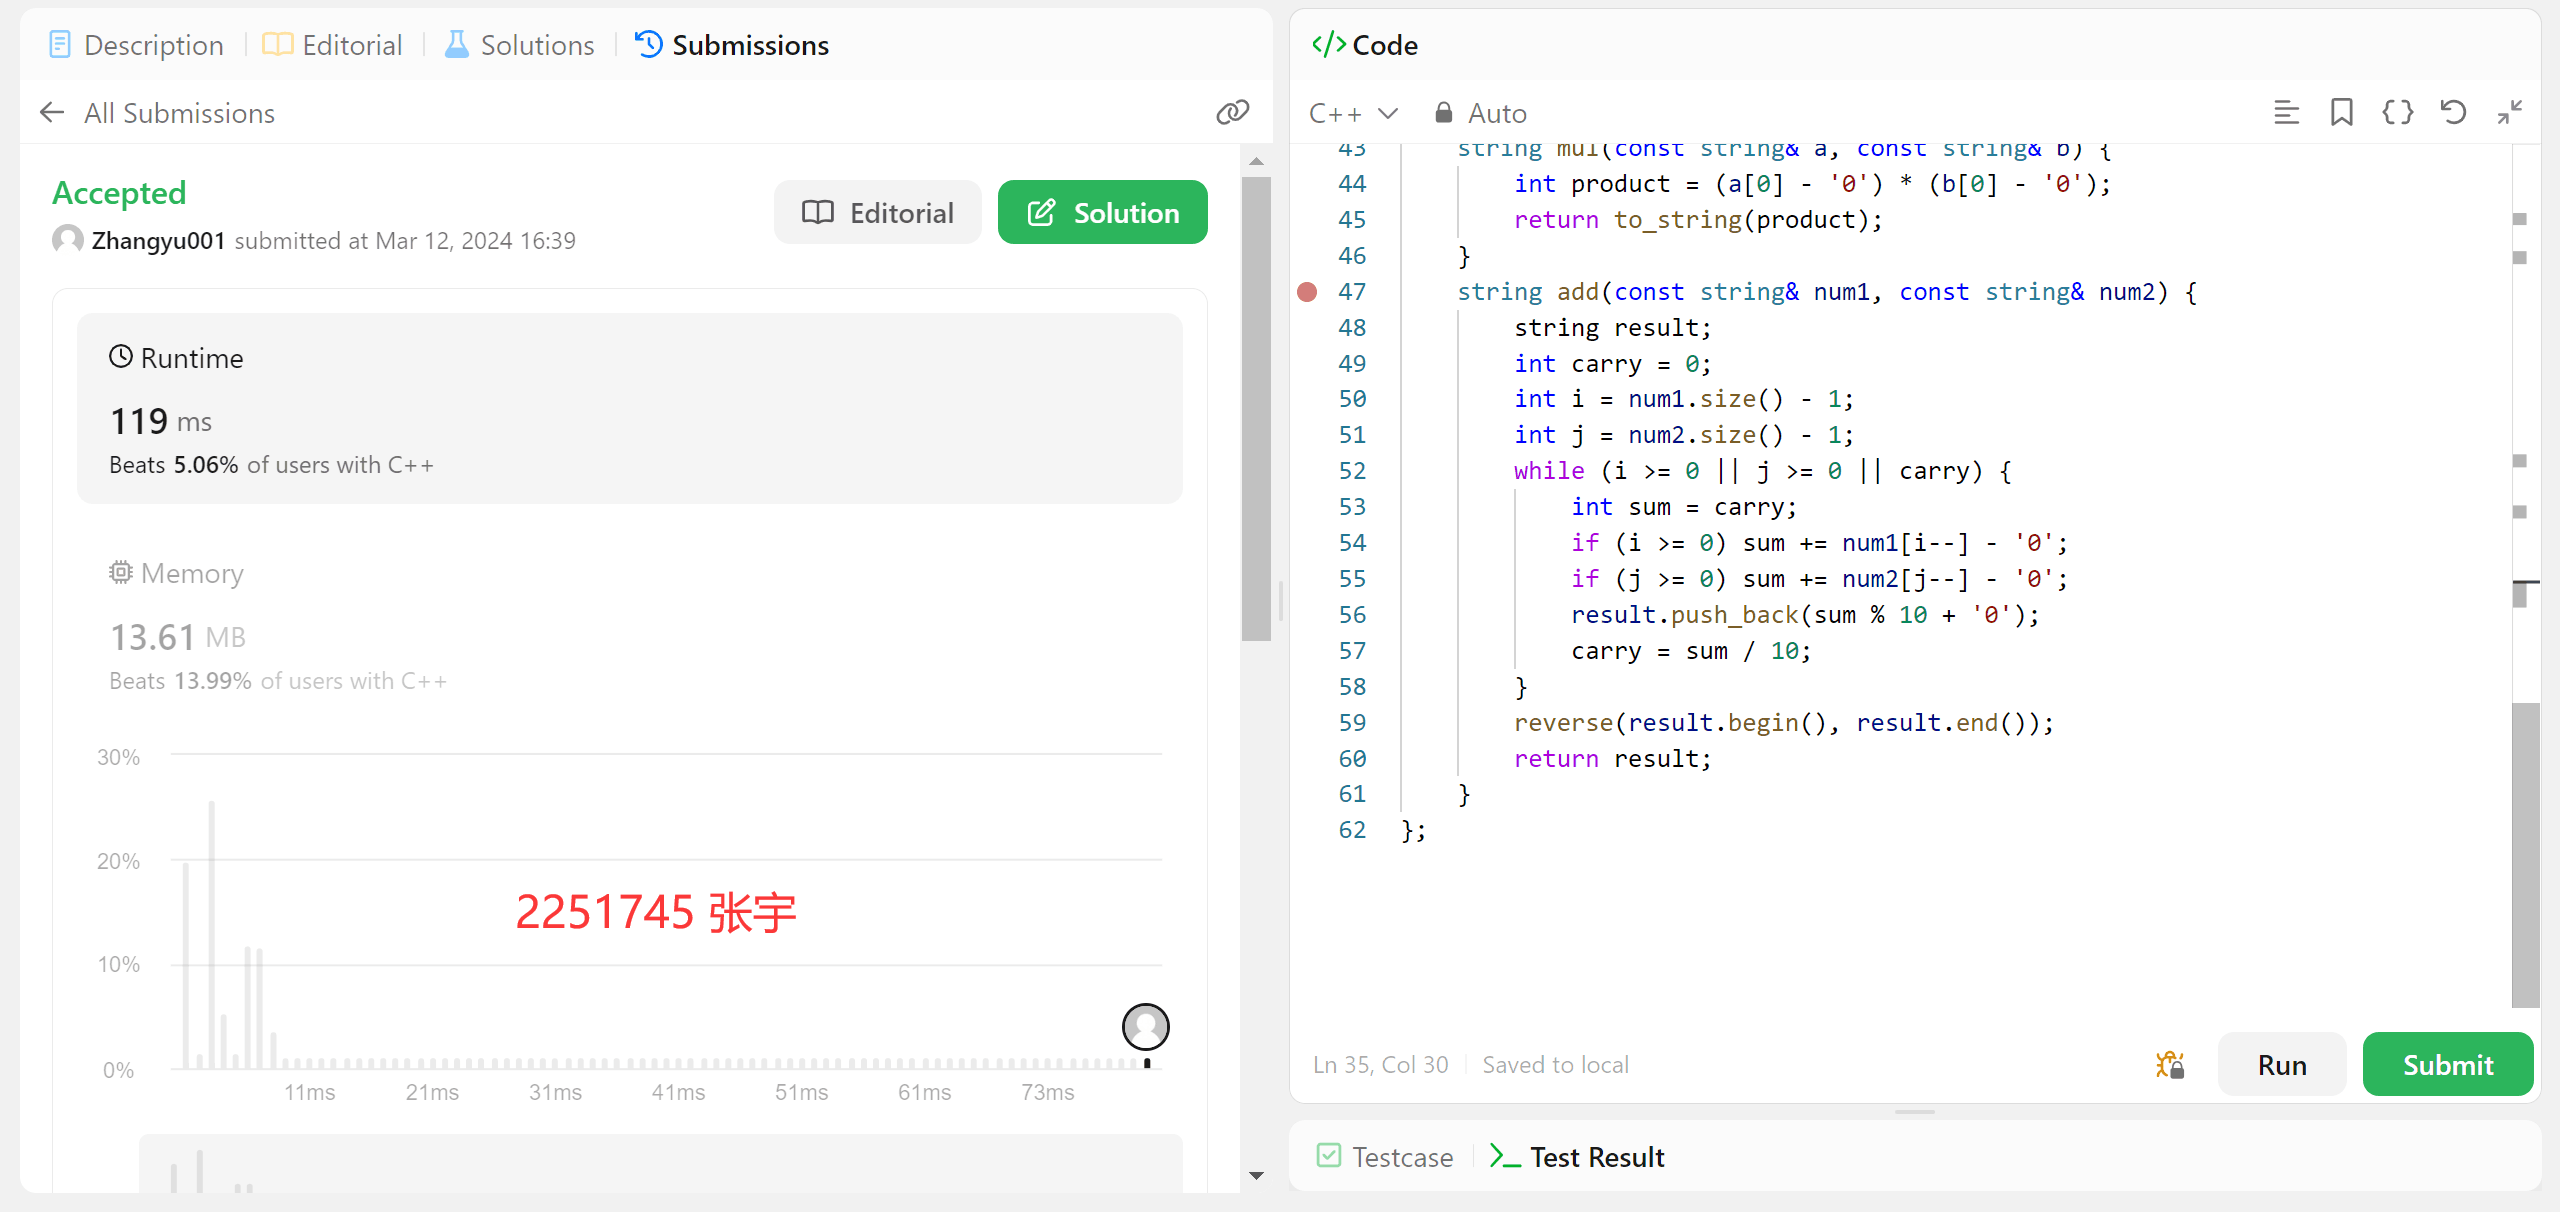 Description
Editorial
Solutions
Submissions
All Submissions
Accepted
Zhangyu001 submitted at Mar 12, 2024 16:39
Editorial
Solution
Runtime
119 ms
Beats 5.06% of users with C++
Memory
13.61 MB
Beats 13.99% of users with C++
30%
20%
10%
0%
2251745 张宇
11ms 21ms 31ms 41ms 51ms 61ms 73ms
</> Code
C++
Auto
43 string mul(const string& a, const string& b) {
44 int product = (a[0] - '0') * (b[0] - '0');
45 return to_string(product);
46 }
47 string add(const string& num1, const string& num2) {
48 string result;
49 int carry = 0;
50 int i = num1.size() - 1;
51 int j = num2.size() - 1;
52 while (i >= 0 || j >= 0 || carry) {
53 int sum = carry;
54 if (i >= 0) sum += num1[i--] - '0';
55 if (j >= 0) sum += num2[j--] - '0';
56 result.push_back(sum % 10 + '0');
57 carry = sum / 10;
58 }
59 reverse(result.begin(), result.end());
60 return result;
61 }
62 };
Ln 35, Col 30
Saved to local
Run
Submit
Testcase
Test Result